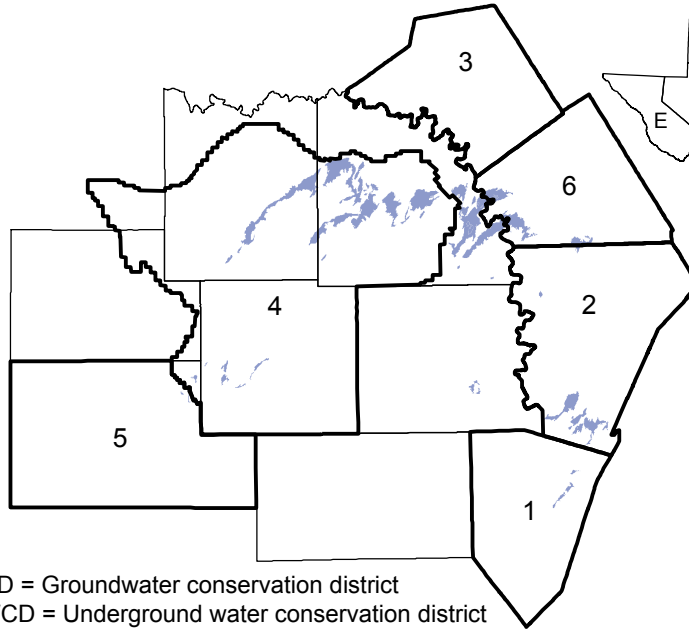 3
E
6
4
2
5
1
D = Groundwater conservation district
CD = Underground water conservation district